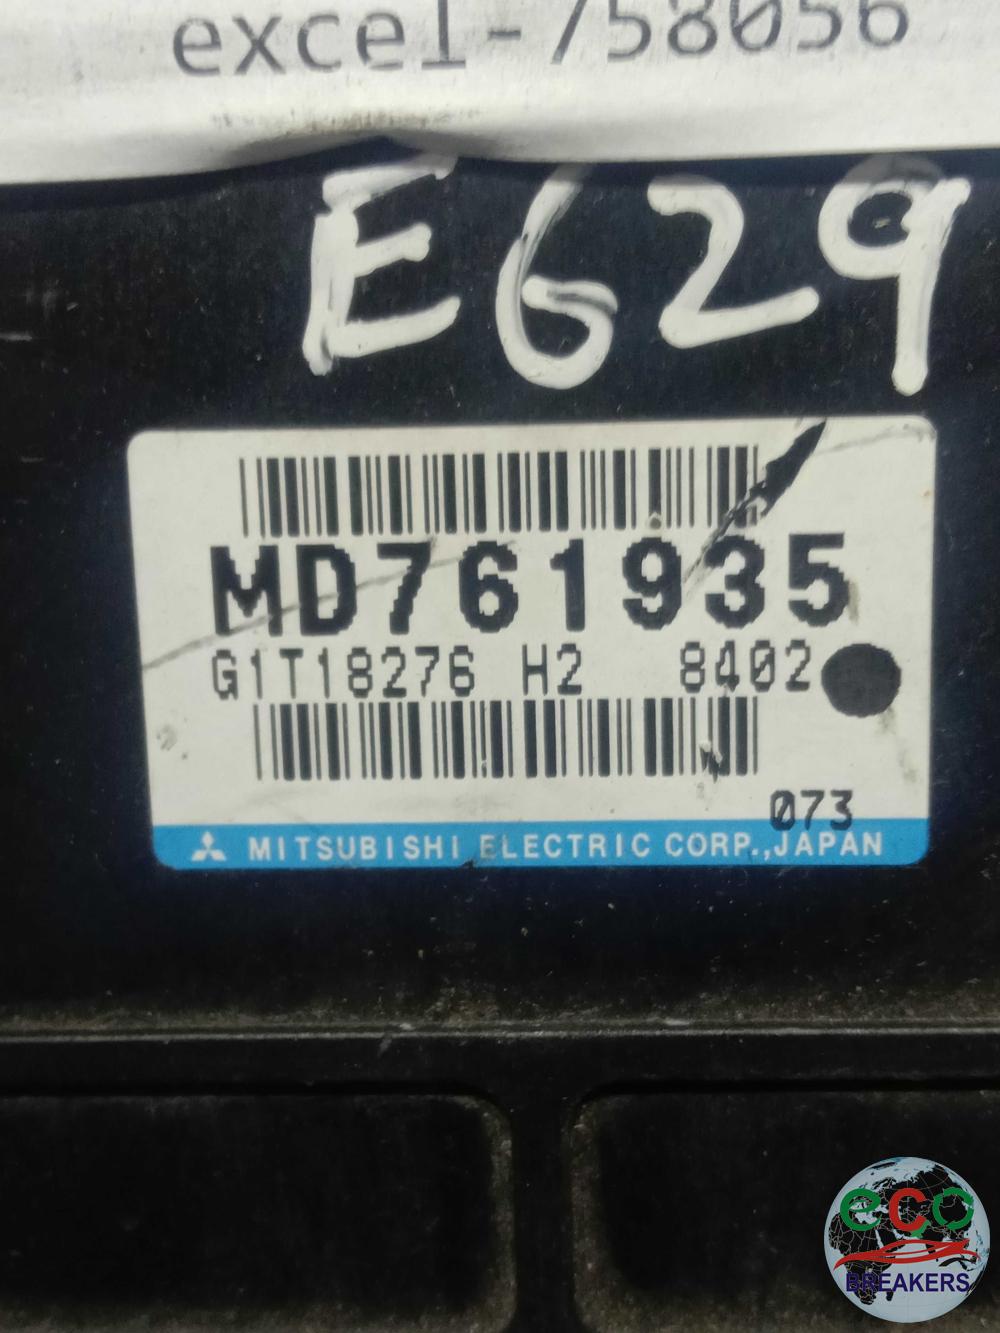 excel-758056
E629
MD761935
G1T18276 H2 8402
073
MITSUBISHI ELECTRIC CORP.,JAPAN
eco
BREAKERS